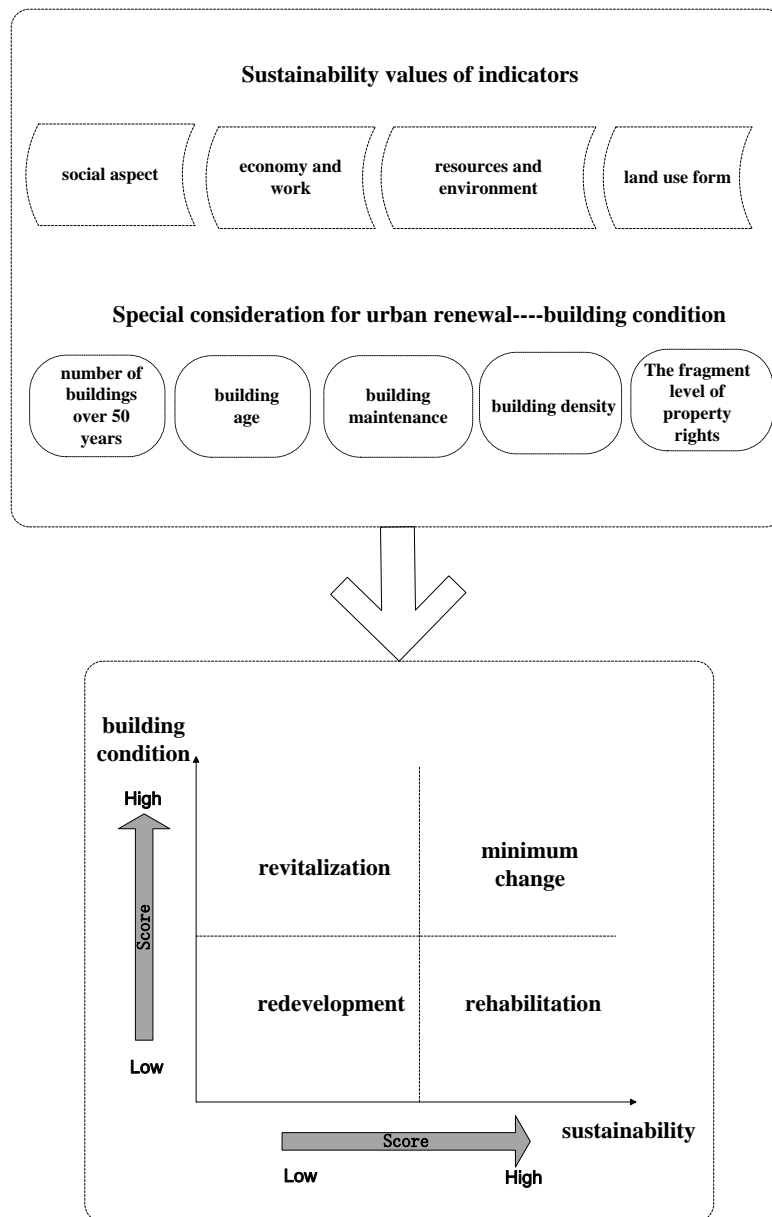 Sustainability values of indicators
social aspect
economy and
work
resources and
environment
land use form
Special consideration for urban renewal----building condition
number of
buildings
over 50
years
building
age
building
maintenance
building density
The fragment
level of
property
rights
building
condition
High
Score
Low
revitalization
minimum
change
redevelopment
rehabilitation
sustainability
Score
Low
High